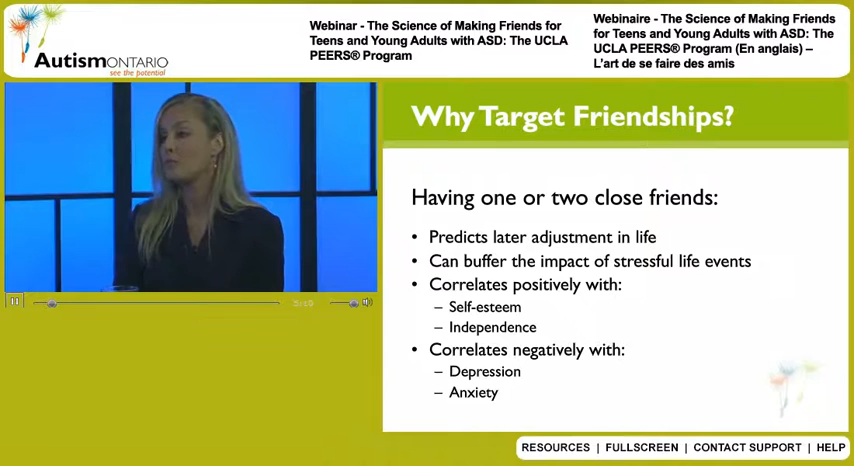 AutismONTARIO
see the potential
Webinar - The Science of Making Friends for
Teens and Young Adults with ASD: The UCLA
PEERS® Program
Webinaire - The Science of Making Friends
for Teens and Young Adults with ASD: The
UCLA PEERS® Program (En anglais) –
L'art de se faire des amis
Why Target Friendships?
Having one or two close friends:
• Predicts later adjustment in life
• Can buffer the impact of stressful life events
• Correlates positively with:
– Self-esteem
– Independence
• Correlates negatively with:
– Depression
– Anxiety
RESOURCES | FULLSCREEN | CONTACT SUPPORT | HELP